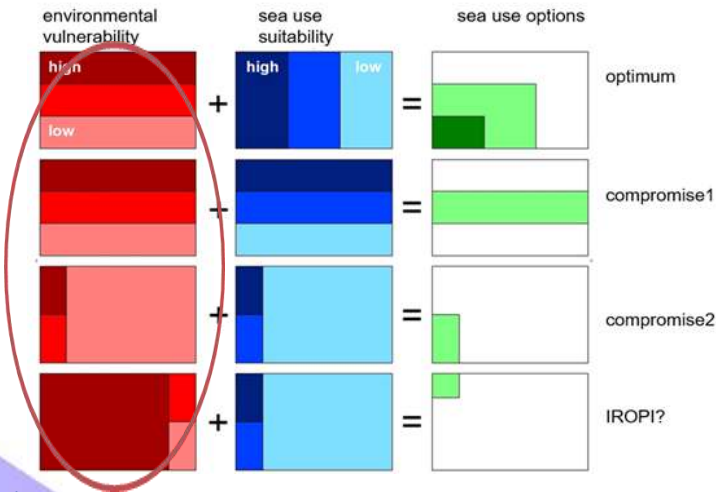 environmental
vulnerability
sea use
suitability
sea use options
high
low
high
low
+
=
optimum
+
=
compromise1
+
=
compromise2
+
=
IROPI?